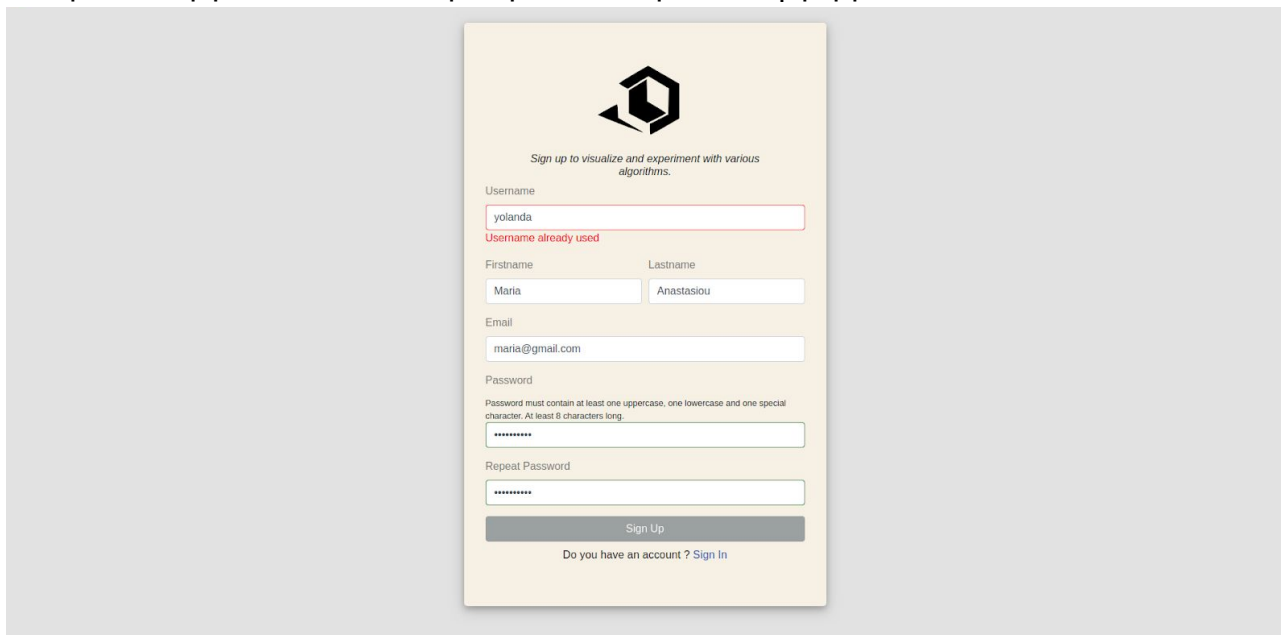 Sign up to visualize and experiment with various
algorithms.
Username
yolanda
Username already used
Firstname Lastname
Maria Anastasiou
Email
maria@gmail.com
Password
Password must contain at least one uppercase, one lowercase and one special
character. At least 8 characters long.
••••••••••
Repeat Password
••••••••••
Sign Up
Do you have an account ? Sign In